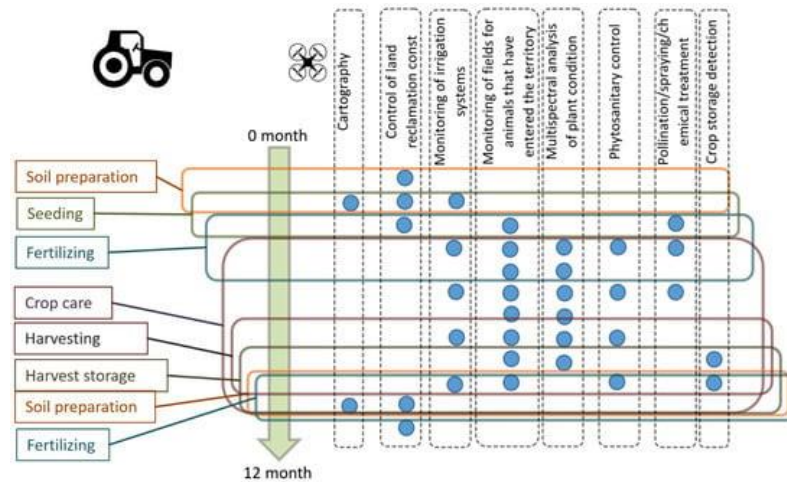 Cartography
Control of land
reclamation const
Monitoring of irrigation
systems
Monitoring of fields for
animals that have
entered the territory
Multispectral analysis
of plant condition
Phytosanitary control
Pollination/spraying/ch
emical treatment
Crop storage detection
0 month
Soil preparation
Seeding
Fertilizing
Crop care
Harvesting
Harvest storage
Soil preparation
Fertilizing
12 month